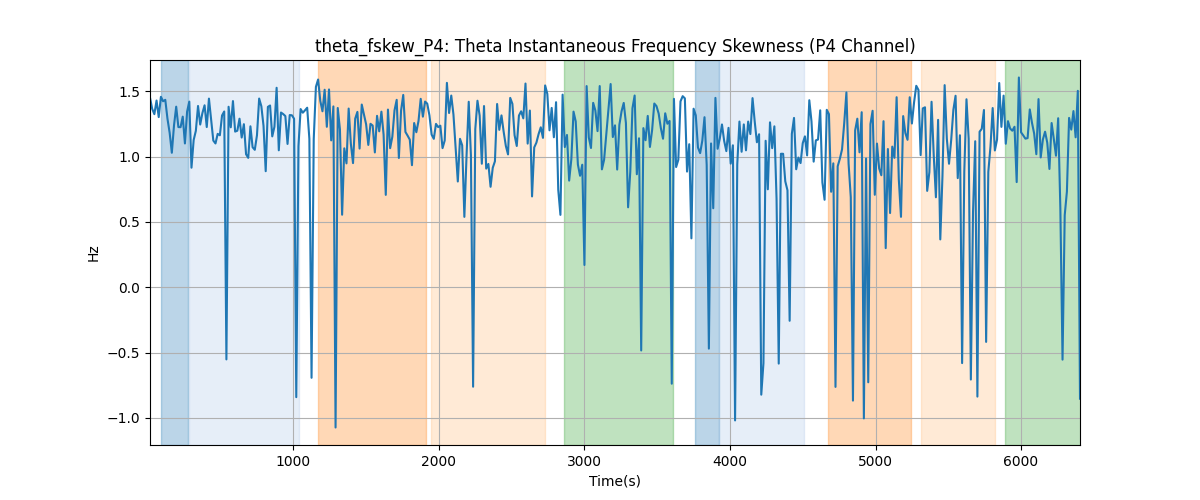 theta_fskew_P4: Theta Instantaneous Frequency Skewness (P4 Channel)
1.5
1.0
0.5
0.0
−0.5
−1.0
Hz
1000 2000 3000 4000 5000 6000
Time(s)